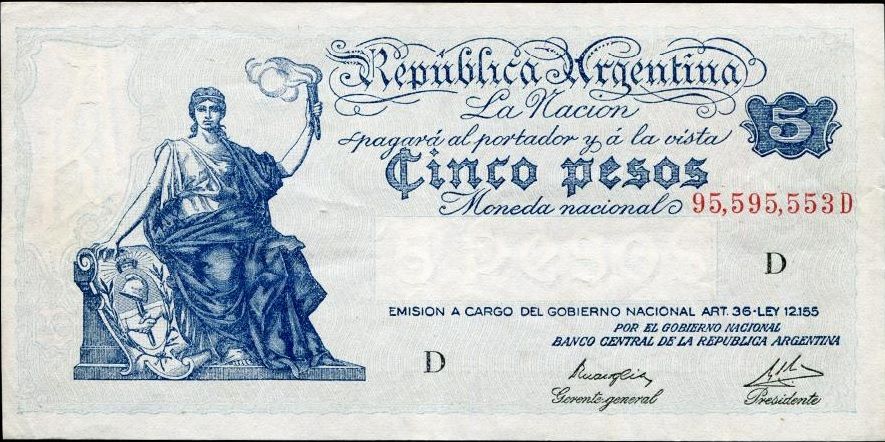 República Argentina
La Nación
pagará al portador y á la vista
5
Cinco pesos
Moneda nacional
95,595,553 D
D
EMISION A CARGO DEL GOBIERNO NACIONAL ART. 36-LEY 12.155
POR EL GOBIERNO NACIONAL
BANCO CENTRAL DE LA REPUBLICA ARGENTINA
D
Gerente general
Presidente